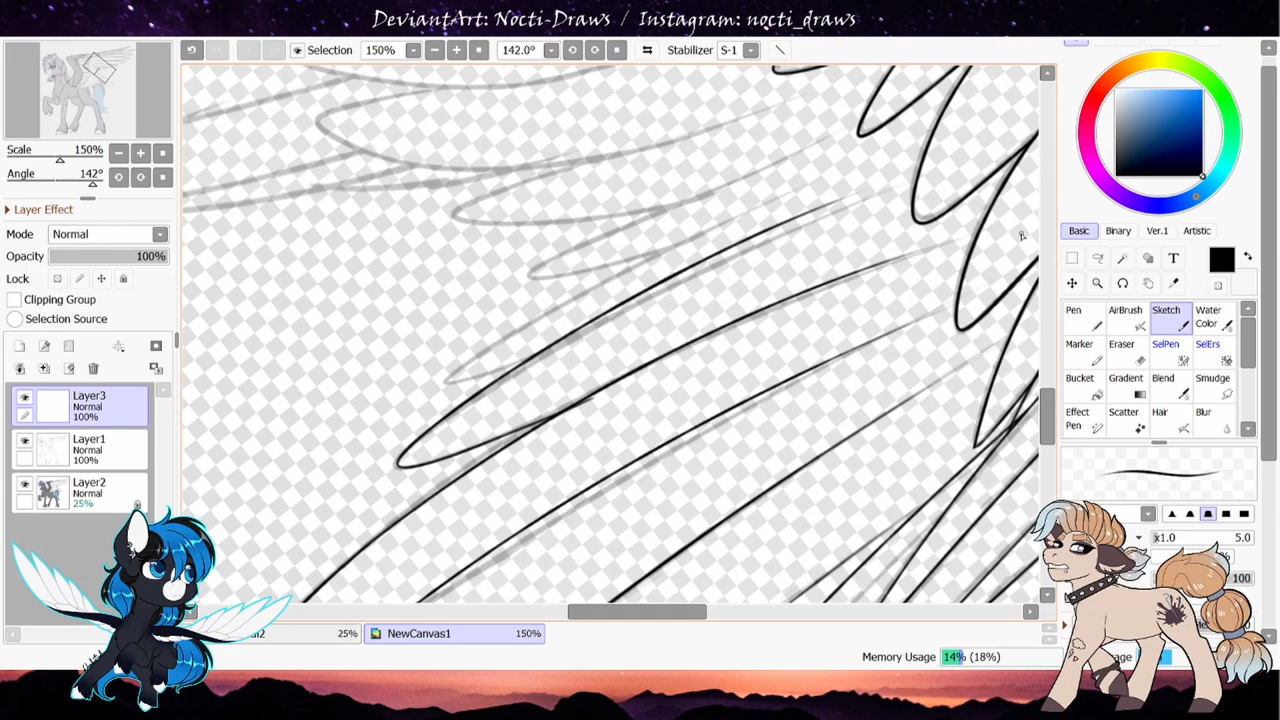 DeviantArt: Nocti-Draws / Instagram: nocti_draws
Selection 150% 142.0° Stabilizer S-1
Scale 150%
Angle 142°
Layer Effect
Mode Normal
Opacity 100%
Lock
Clipping Group
Selection Source
Layer3
Normal
100%
Layer1
Normal
100%
Layer2
Normal
25%
Basic Binary Ver.1 Artistic
T
Pen AirBrush Sketch Water Color
Marker Eraser SelPen SelErs
Bucket Gradient Blend Smudge
Effect Pen Scatter Hair Blur
x1.0 5.0
100
25% NewCanvas1 150%
Memory Usage 14% (18%)